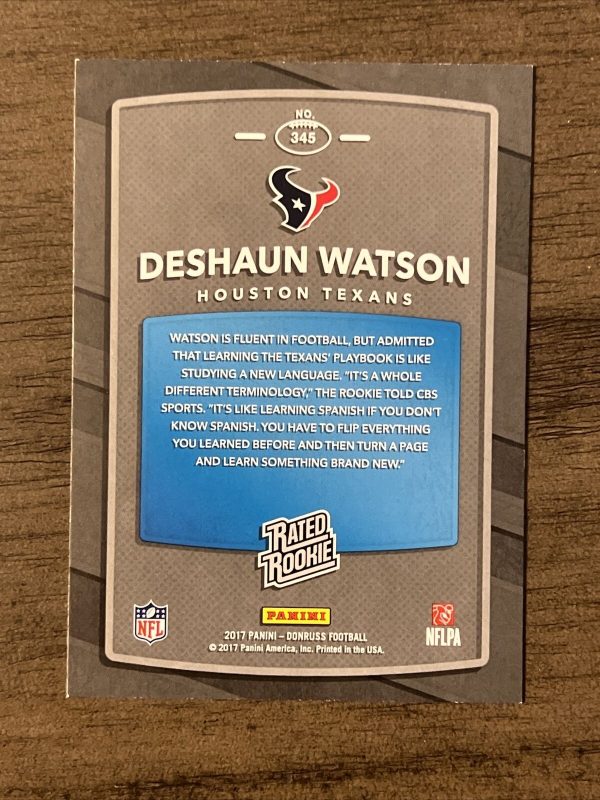 NO.
345
DESHAUN WATSON
HOUSTON TEXANS
WATSON IS FLUENT IN FOOTBALL, BUT ADMITTED
THAT LEARNING THE TEXANS' PLAYBOOK IS LIKE
STUDYING A NEW LANGUAGE. "IT'S A WHOLE
DIFFERENT TERMINOLOGY," THE ROOKIE TOLD CBS
SPORTS. "IT'S LIKE LEARNING SPANISH IF YOU DON'T
KNOW SPANISH. YOU HAVE TO FLIP EVERYTHING
YOU LEARNED BEFORE AND THEN TURN A PAGE
AND LEARN SOMETHING BRAND NEW."
RATED
ROOKIE
NFL
PANINI
NFLPA
2017 PANINI – DONRUSS FOOTBALL
© 2017 Panini America, Inc. Printed in the USA.